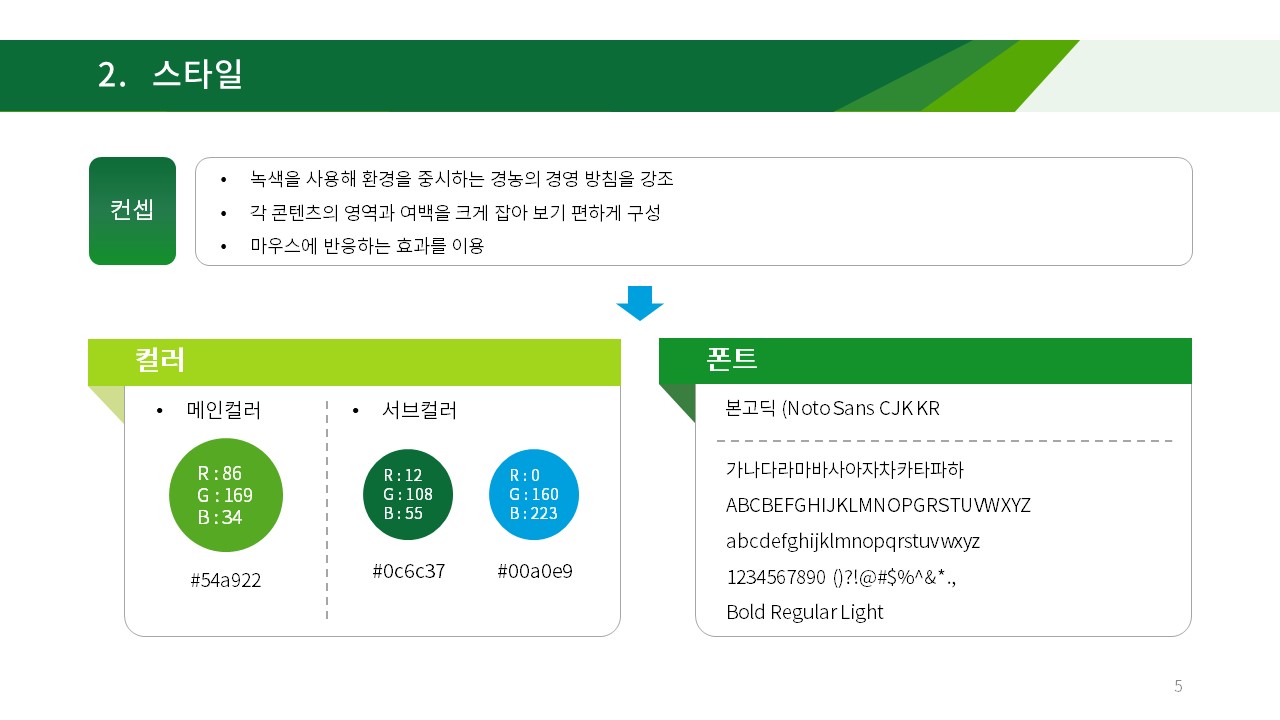 2. 스타일
컨셉
• 녹색을 사용해 환경을 중시하는 경농의 경영 방침을 강조
• 각 콘텐츠의 영역과 여백을 크게 잡아 보기 편하게 구성
• 마우스에 반응하는 효과를 이용
컬러
• 메인컬러
R : 86
G : 169
B : 34
#54a922
• 서브컬러
R : 12
G : 108
B : 55
#0c6c37
R : 0
G : 160
B : 223
#00a0e9
폰트
본고딕 (Noto Sans CJK KR
가나다라마바사아자차카타파하
ABCBEFGHIJKLMNOPGRSTUVWXYZ
abcdefghijklmnopqrstuvwxyz
1234567890 ()?!@#$%^&*.,
Bold Regular Light
5